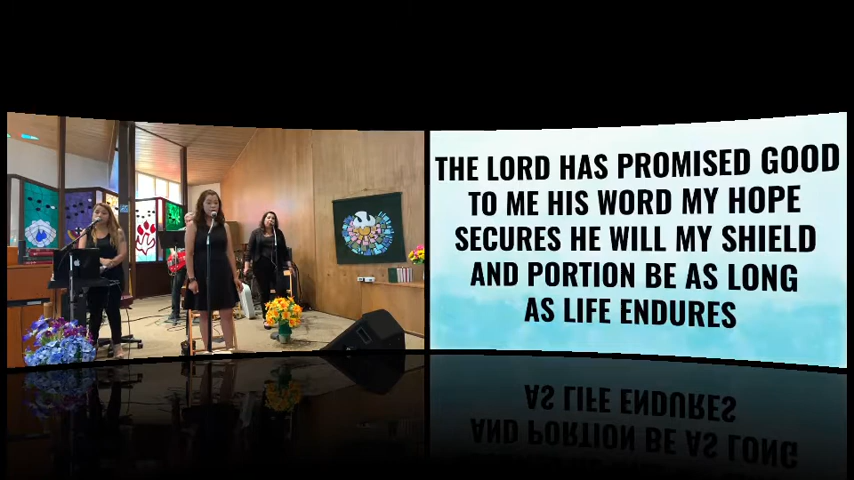 THE LORD HAS PROMISED GOOD
TO ME HIS WORD MY HOPE
SECURES HE WILL MY SHIELD
AND PORTION BE AS LONG
AS LIFE ENDURES